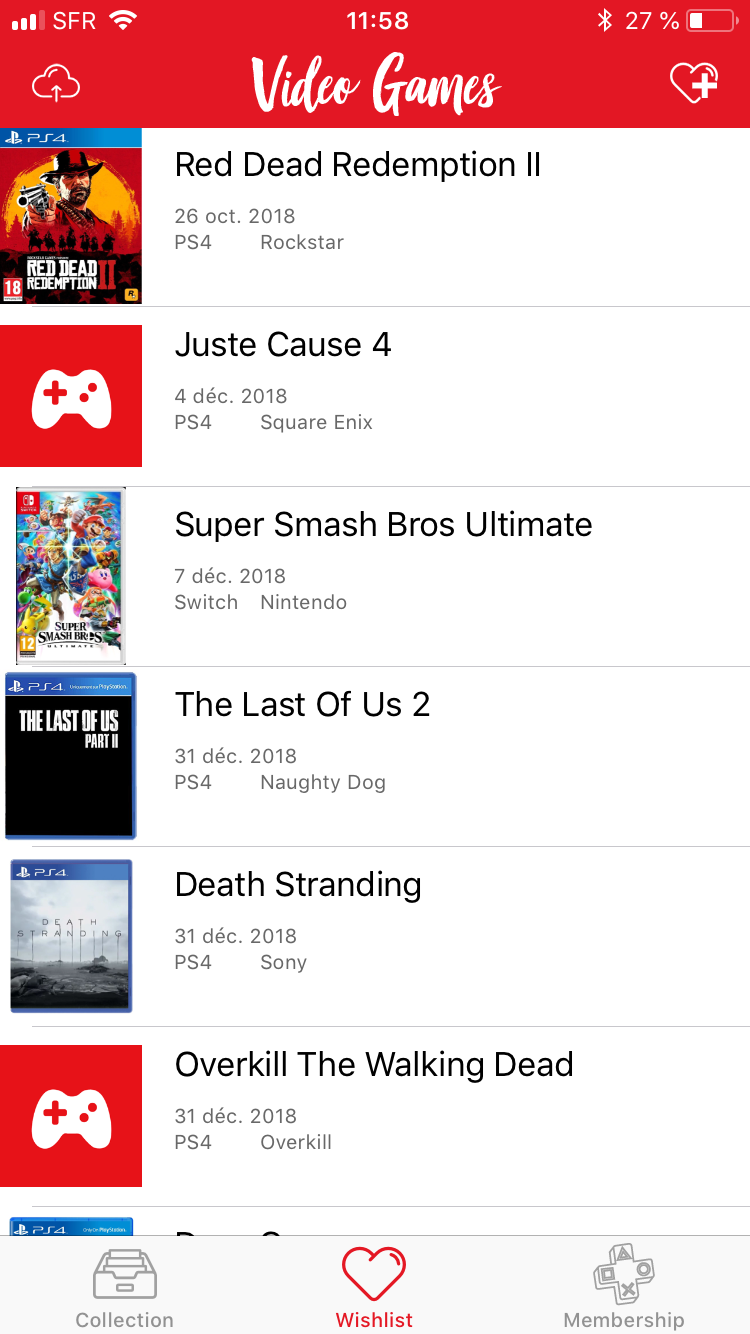 SFR 11:58 27 %
Video Games
PS4
RED DEAD
REDEMPTION II
18
Red Dead Redemption II
26 oct. 2018
PS4 Rockstar
Juste Cause 4
4 déc. 2018
PS4 Square Enix
SUPER
SMASH BROS
ULTIMATE
12
Super Smash Bros Ultimate
7 déc. 2018
Switch Nintendo
PS4
THE LAST OF US
PART II
The Last Of Us 2
31 déc. 2018
PS4 Naughty Dog
PS4
DEATH
STRANDING
Death Stranding
31 déc. 2018
PS4 Sony
Overkill The Walking Dead
31 déc. 2018
PS4 Overkill
PS4
Collection Wishlist Membership